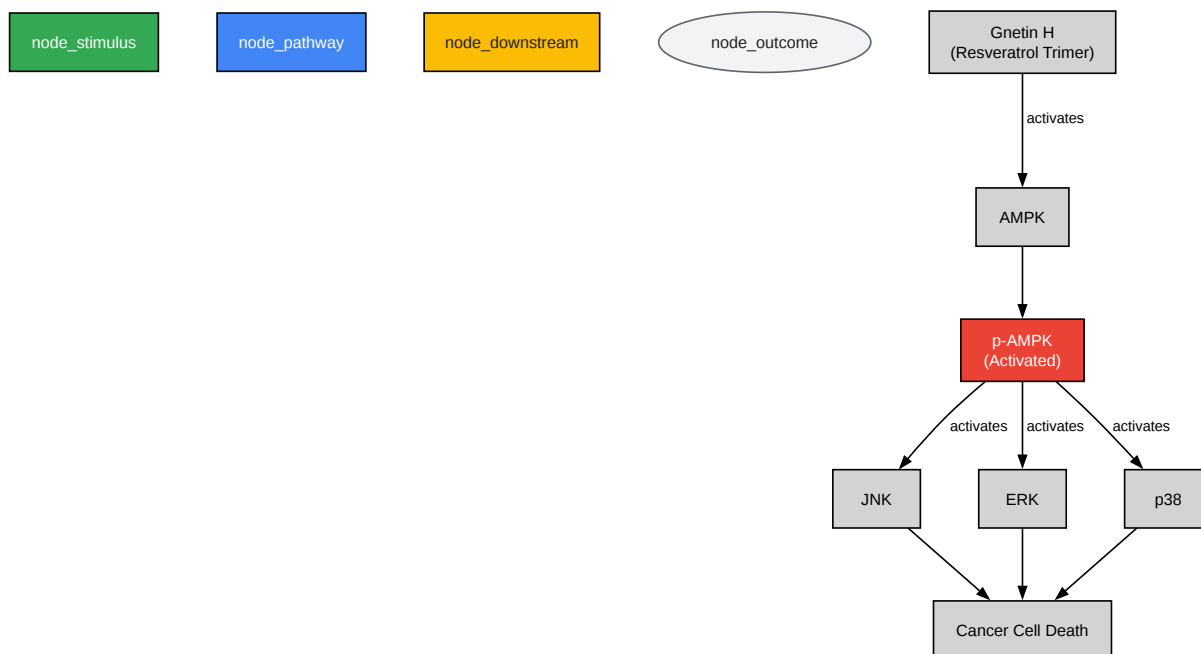 node_stimulus
node_pathway
node_downstream
node_outcome
Gnetin H
(Resveratrol Trimer)
activates
AMPK
p-AMPK
(Activated)
activates
activates
activates
JNK
ERK
p38
Cancer Cell Death